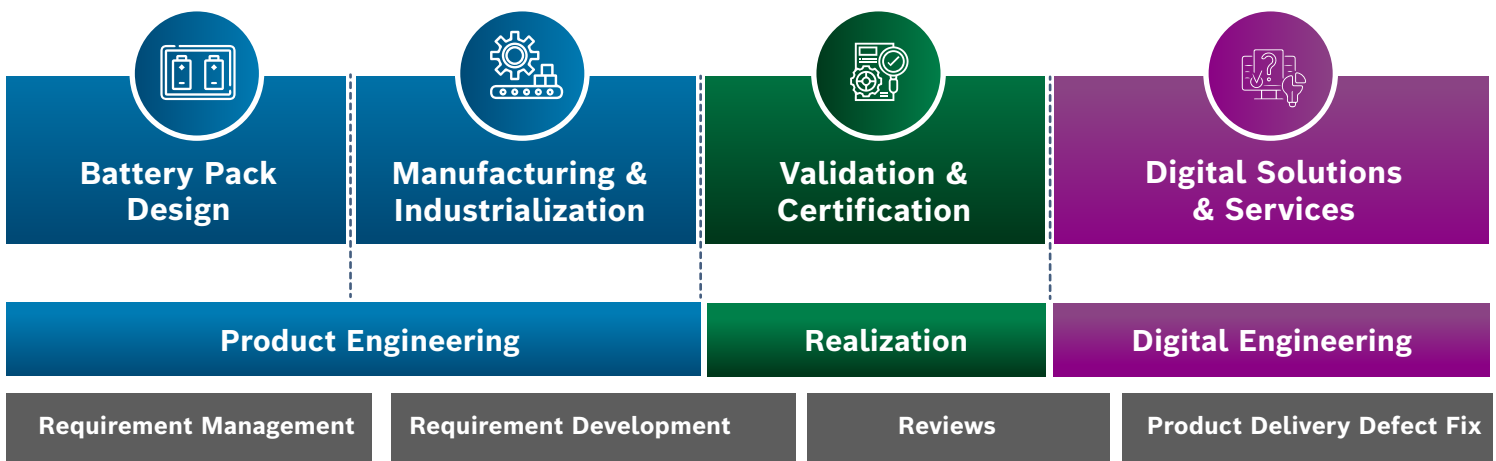 Battery Pack
Design
Manufacturing &
Industrialization
Validation &
Certification
Digital Solutions
& Services
Product Engineering
Realization
Digital Engineering
Requirement Management
Requirement Development
Reviews
Product Delivery Defect Fix